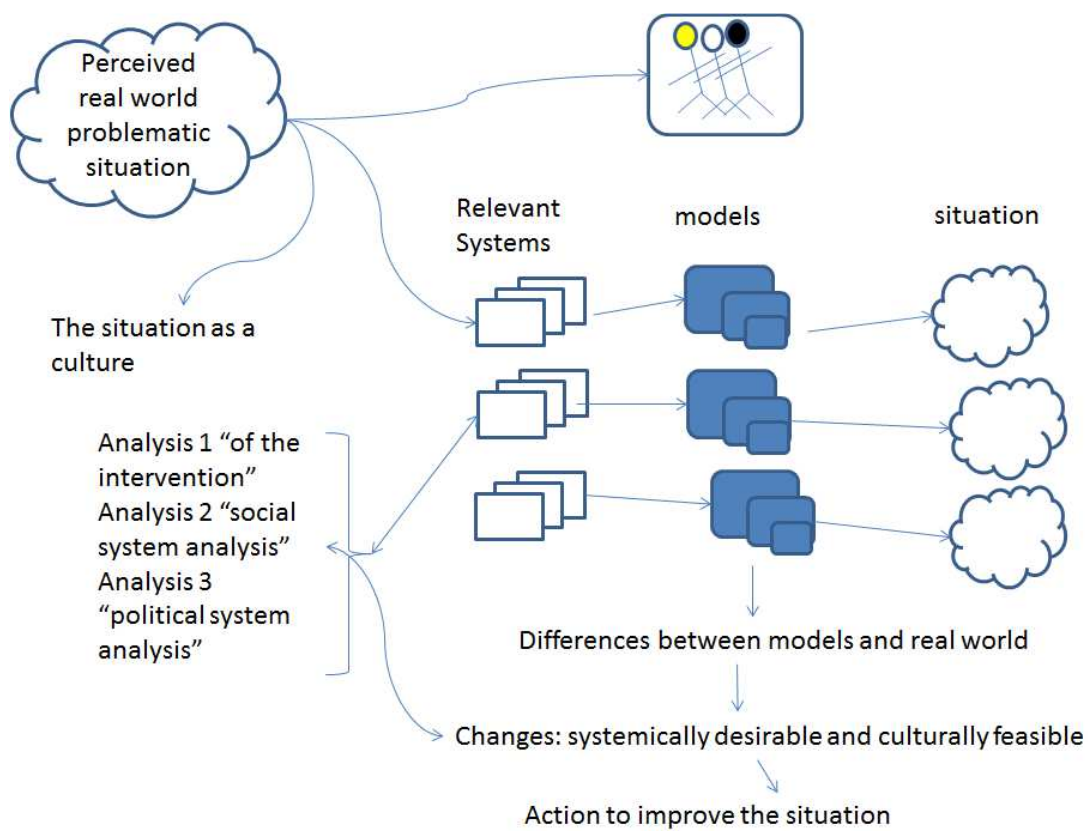 Perceived
real world
problematic
situation
Relevant
Systems
models
situation
The situation as a
culture
Analysis 1 “of the
intervention”
Analysis 2 “social
system analysis”
Analysis 3
“political system
analysis”
Differences between models and real world
Changes: systemically desirable and culturally feasible
Action to improve the situation